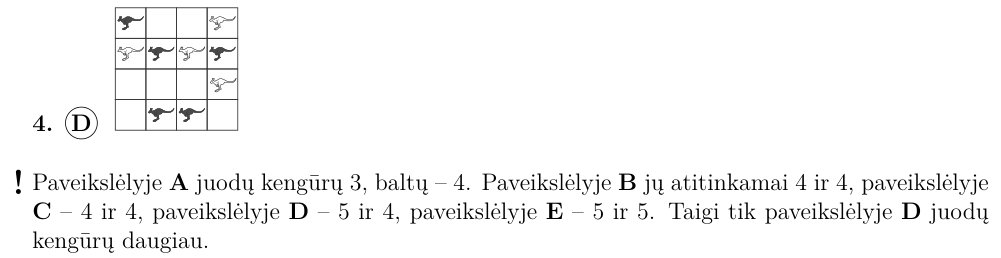 4. D
! Paveikslėlyje A juodų kengūrų 3, baltų – 4. Paveikslėlyje B jų atitinkamai 4 ir 4, paveikslėlyje
C – 4 ir 4, paveikslėlyje D – 5 ir 4, paveikslėlyje E – 5 ir 5. Taigi tik paveikslėlyje D juodų
kengūrų daugiau.